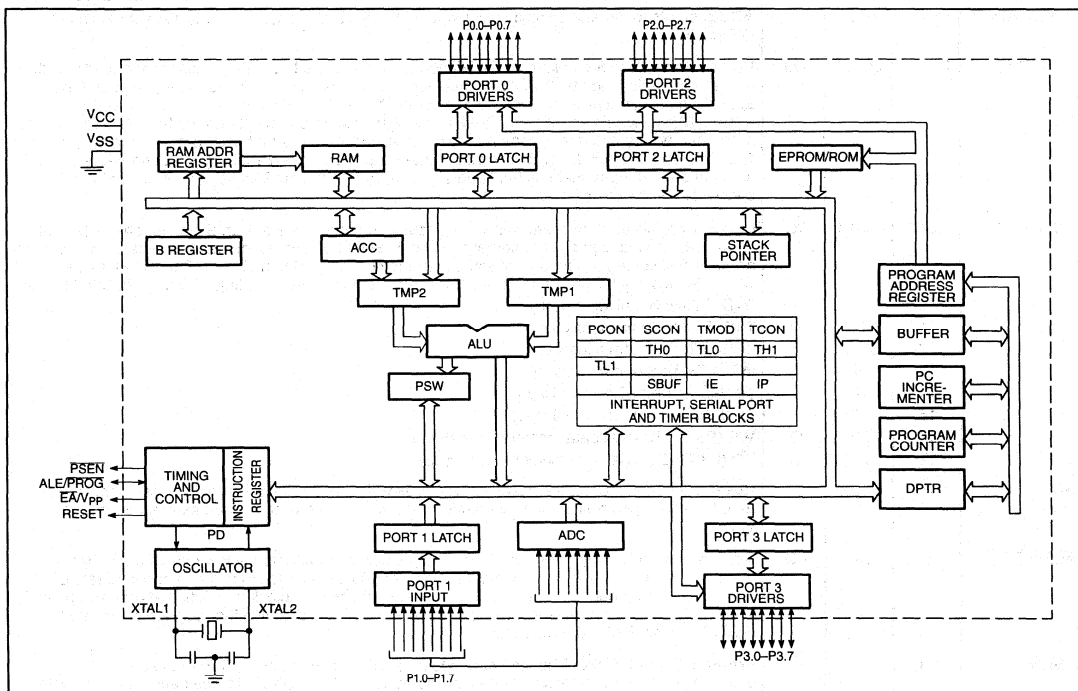 P0.0–P0.7
P2.0–P2.7
PORT 0
DRIVERS
PORT 2
DRIVERS
VCC
VSS
RAM ADDR
REGISTER
RAM
PORT 0 LATCH
PORT 2 LATCH
EPROM/ROM
B REGISTER
ACC
STACK
POINTER
TMP2
TMP1
PROGRAM
ADDRESS
REGISTER
ALU
PCON SCON TMOD TCON
TH0 TL0 TH1
TL1
SBUF IE IP
INTERRUPT, SERIAL PORT
AND TIMER BLOCKS
BUFFER
PSW
PC
INCRE-
MENTER
PROGRAM
COUNTER
PSEN
ALE/PROG
EA/VPP
RESET
TIMING
AND
CONTROL
INSTRUCTION
REGISTER
DPTR
PD
PORT 1 LATCH
ADC
PORT 3 LATCH
OSCILLATOR
PORT 1
INPUT
PORT 3
DRIVERS
XTAL1
XTAL2
P1.0–P1.7
P3.0–P3.7